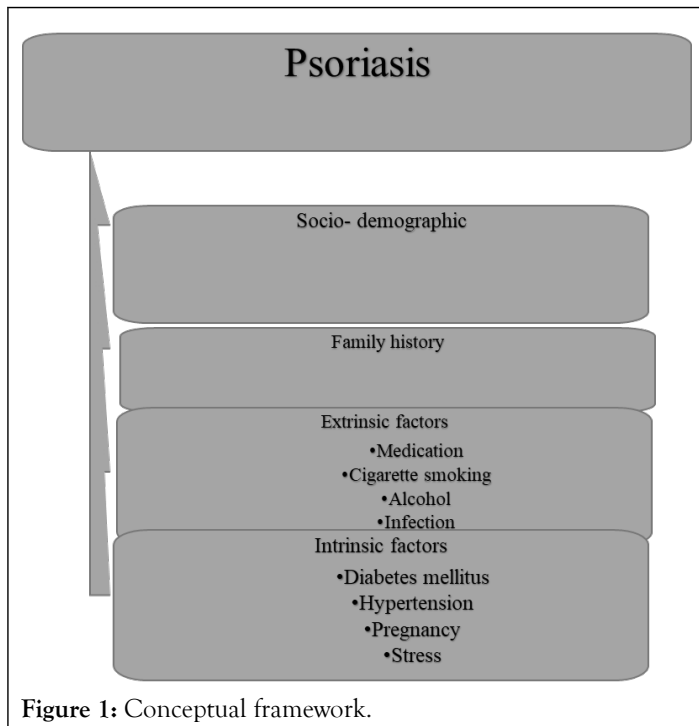 Psoriasis
Socio- demographic
Family history
Extrinsic factors
•Medication
•Cigarette smoking
•Alcohol
•Infection
Intrinsic factors
•Diabetes mellitus
•Hypertension
•Pregnancy
•Stress
Figure 1: Conceptual framework.